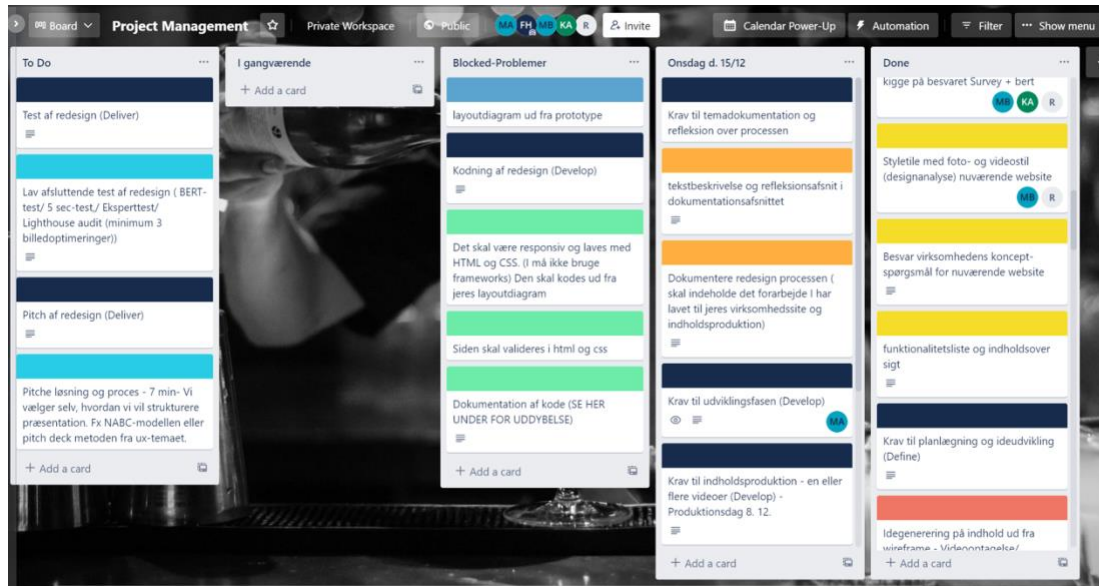 Board
Project Management
Private Workspace
Public
MA FH MB KA R
Invite
Calendar Power-Up
Automation
Filter
Show menu
To Do
Test af redesign (Deliver)
Lav afsluttende test af redesign ( BERT-
test/ 5 sec-test,/ Eksperttest/
Lighthouse audit (minimum 3
billedoptimeringer))
Pitch af redesign (Deliver)
Pitche løsning og proces - 7 min- Vi
vælger selv, hvordan vi vil strukturere
præsentation. Fx NABC-modellen eller
pitch deck metoden fra ux-temaet.
+ Add a card
I gangværende
+ Add a card
Blocked-Problemer
layoutdiagram ud fra prototype
Kodning af redesign (Develop)
Det skal være responsiv og laves med
HTML og CSS. (I må ikke bruge
frameworks) Den skal kodes ud fra
jeres layoutdiagram
Siden skal valideres i html og css
Dokumentation af kode (SE HER
UNDER FOR UDDYBELSE)
+ Add a card
Onsdag d. 15/12
Krav til temadokumentation og
refleksion over processen
tekstbeskrivelse og refleksionsafsnit i
dokumentationsafsnittet
Dokumentere redesign processen (
skal indeholde det forarbejde I har
lavet til jeres virksomhedssite og
indholdsproduktion)
Krav til udviklingsfasen (Develop)
MA
Krav til indholdsproduktion - en eller
flere videoer (Develop) -
Produktionsdag 8. 12.
+ Add a card
Done
kigge på besvaret Survey + bert
MB KA R
Styletile med foto- og videostil
(designanalyse) nuværende website
MB R
Besvar virksomhedens koncept-
spørgsmål for nuværende website
funktionalitetsliste og indholdsover
sigt
Krav til planlægning og ideudvikling
(Define)
Idegenerering på indhold ud fra
wireframe - Videooptagelse/
+ Add a card